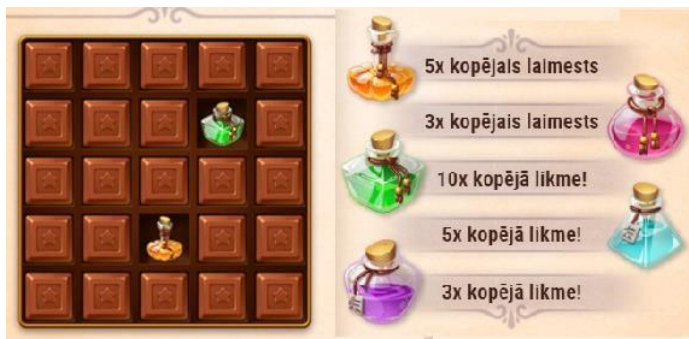 5x kopējais laimests
3x kopējais laimests
10x kopējā likme!
5x kopējā likme!
3x kopējā likme!